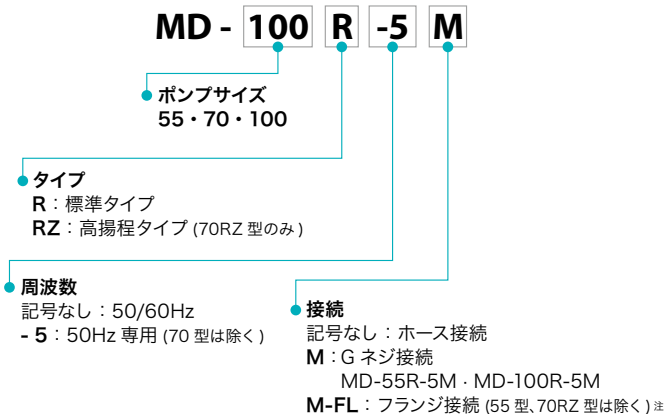 MD - 100 R -5 M
ポンプサイズ
55・70・100
タイプ
R：標準タイプ
RZ：高揚程タイプ (70RZ 型のみ)
周波数
記号なし：50/60Hz
- 5：50Hz 専用 (70 型は除く)
接続
記号なし：ホース接続
M：G ネジ接続
MD-55R-5M · MD-100R-5M
M-FL：フランジ接続 (55 型、70RZ 型は除く) 注